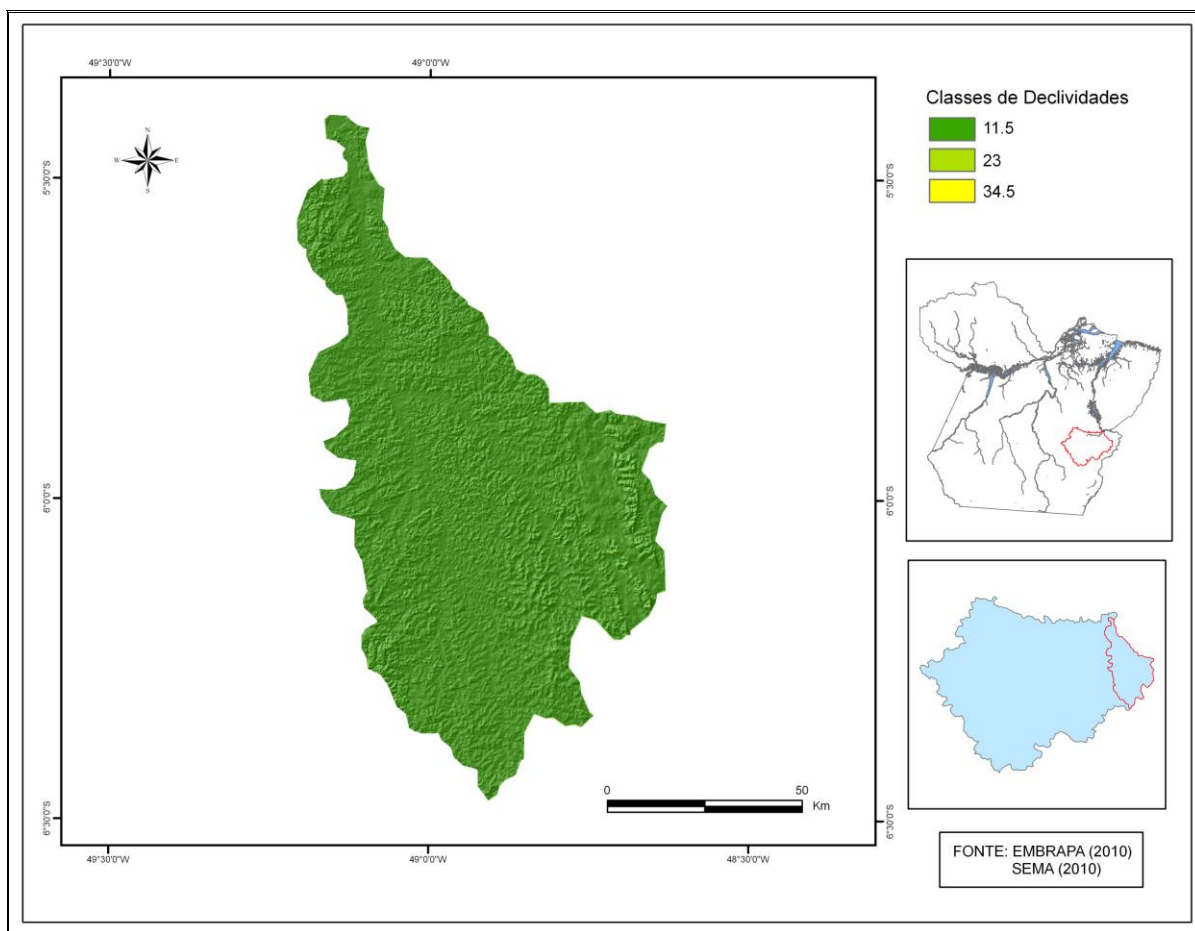 49°30'0"W
49°0'0"W
N
W
E
S
5°30'0"S
5°30'0"S
6°0'0"S
6°0'0"S
6°30'0"S
6°30'0"S
0
50
Km
49°30'0"W
49°0'0"W
48°30'0"W
Classes de Declividades
11.5
23
34.5
FONTE: EMBRAPA (2010)
SEMA (2010)